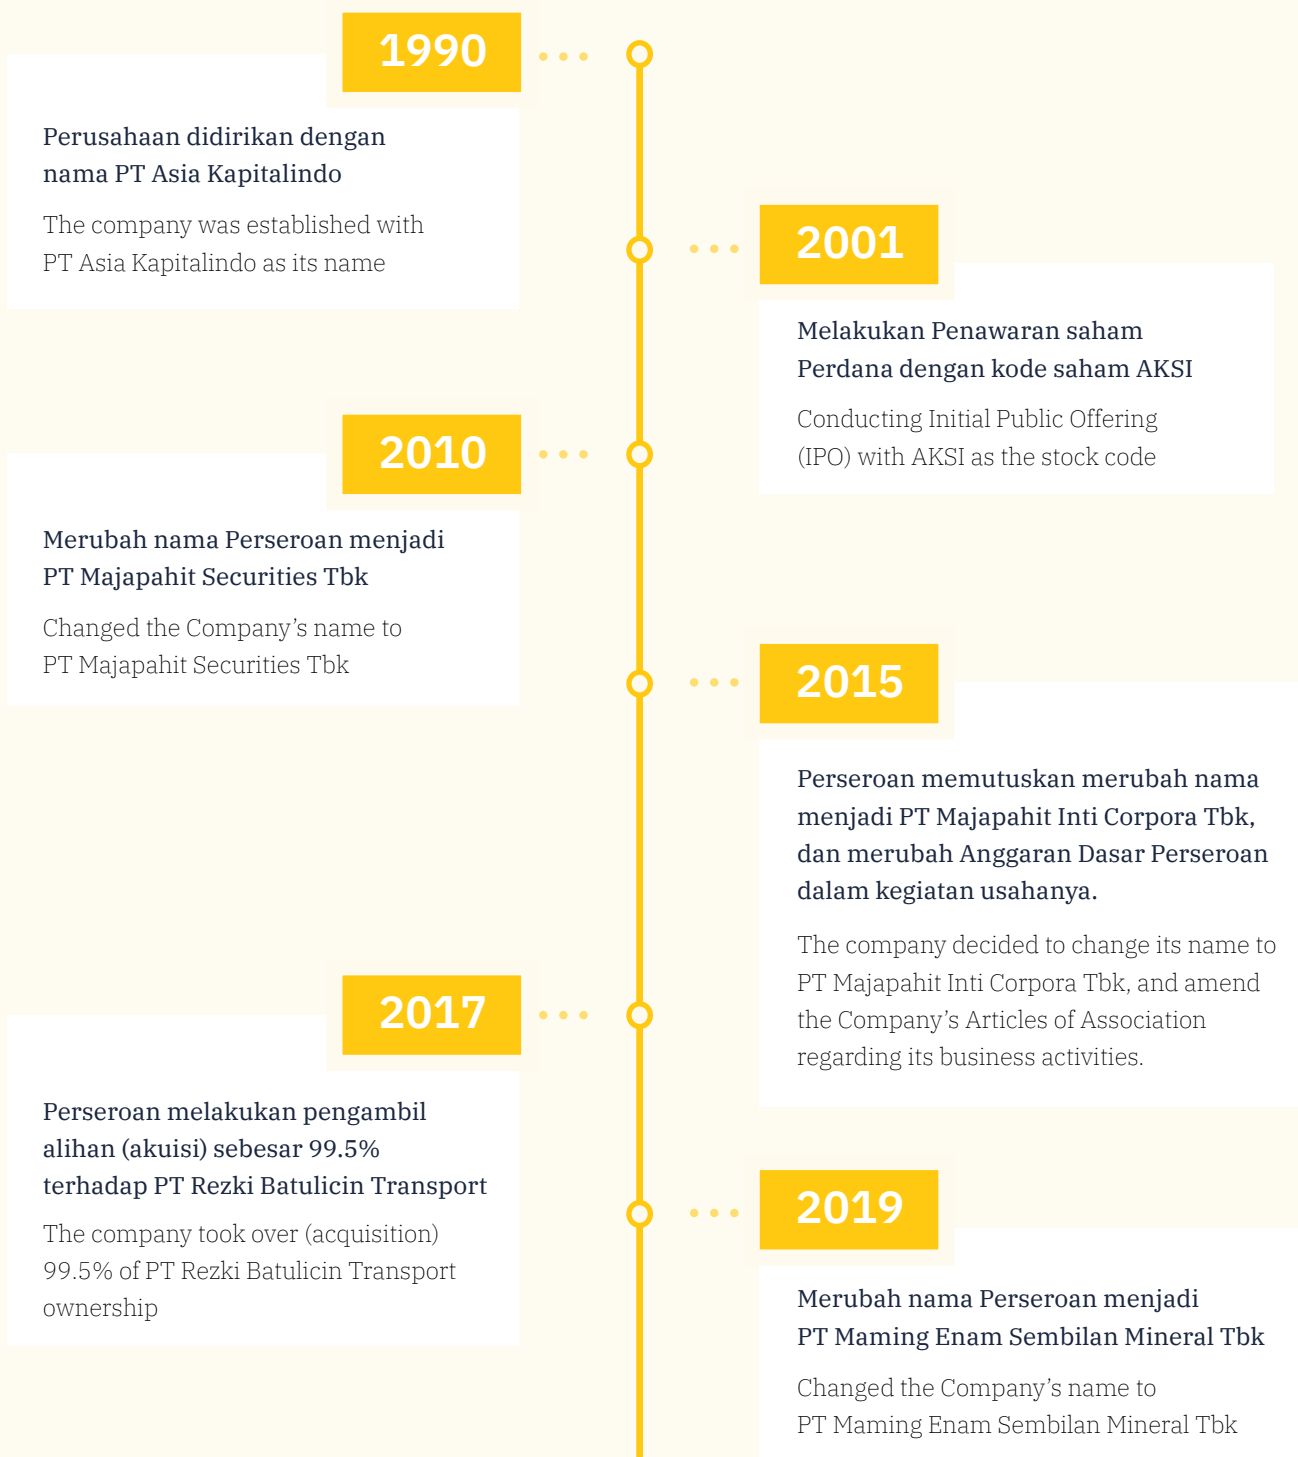 1990
Perusahaan didirikan dengan
nama PT Asia Kapitalindo
The company was established with
PT Asia Kapitalindo as its name
2001
Melakukan Penawaran saham
Perdana dengan kode saham AKSI
Conducting Initial Public Offering
(IPO) with AKSI as the stock code
2010
Merubah nama Perseroan menjadi
PT Majapahit Securities Tbk
Changed the Company’s name to
PT Majapahit Securities Tbk
2015
Perseroan memutuskan merubah nama
menjadi PT Majapahit Inti Corpora Tbk,
dan merubah Anggaran Dasar Perseroan
dalam kegiatan usahanya.
The company decided to change its name to
PT Majapahit Inti Corpora Tbk, and amend
the Company’s Articles of Association
regarding its business activities.
2017
Perseroan melakukan pengambil
alihan (akuisi) sebesar 99.5%
terhadap PT Rezki Batulicin Transport
The company took over (acquisition)
99.5% of PT Rezki Batulicin Transport
ownership
2019
Merubah nama Perseroan menjadi
PT Maming Enam Sembilan Mineral Tbk
Changed the Company’s name to
PT Maming Enam Sembilan Mineral Tbk